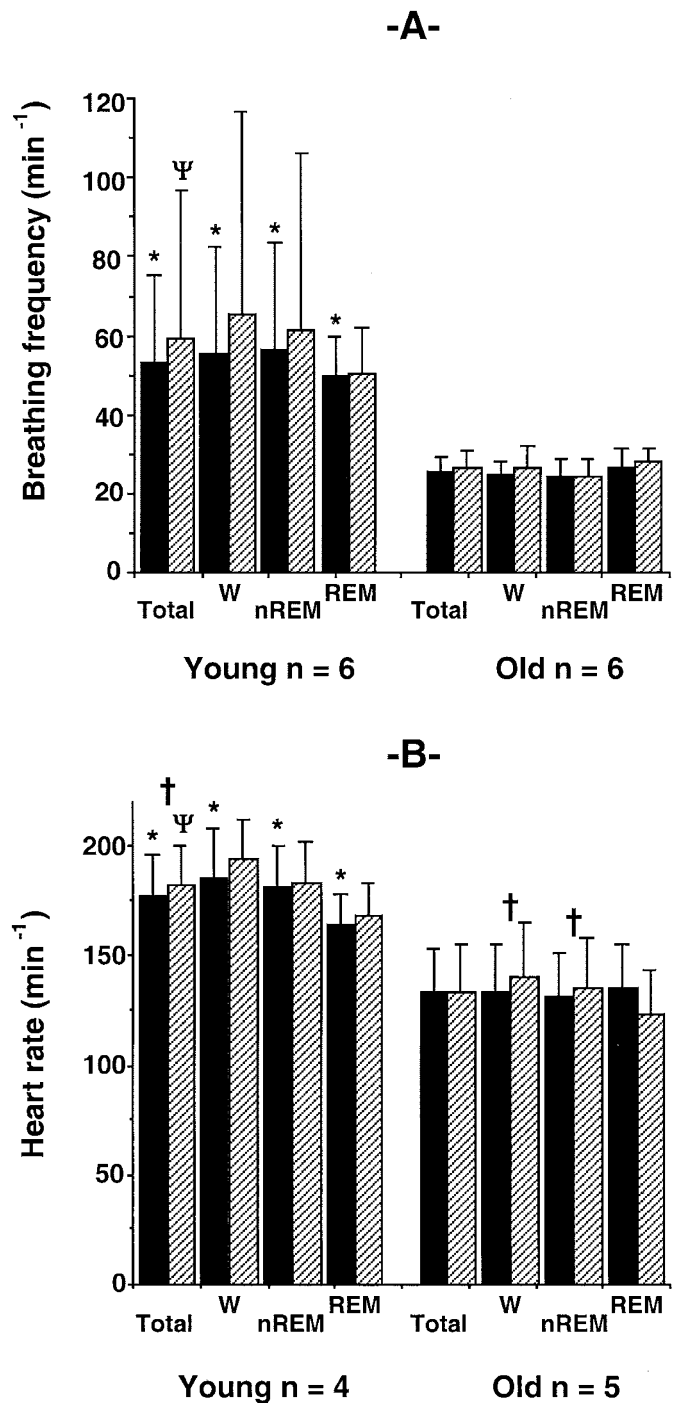 -A-
Breathing frequency (min⁻¹)
120
100
80
60
40
20
0
* Ψ * * *
Total W nREM REM Total W nREM REM
Young n = 6 Old n = 6
-B-
Heart rate (min⁻¹)
200
150
100
50
0
† * Ψ * * * † †
Total W nREM REM Total W nREM REM
Young n = 4 Old n = 5